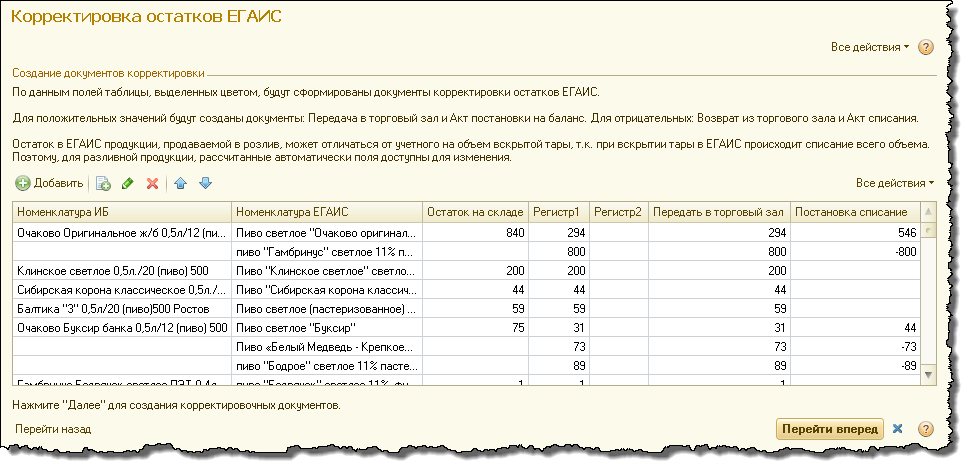 Корректировка остатков ЕГАИС
Все действия
Создание документов корректировки
По данным полей таблицы, выделенных цветом, будут сформированы документы корректировки остатков ЕГАИС.
Для положительных значений будут созданы документы: Передача в торговый зал и Акт постановки на баланс. Для отрицательных: Возврат из торгового зала и Акт списания.
Остаток в ЕГАИС продукции, продаваемой в розлив, может отличаться от учетного на объем вскрытой тары, т.к. при вскрытии тары в ЕГАИС происходит списание всего объема.
Поэтому, для разливной продукции, рассчитанные автоматически поля доступны для изменения.
Добавить Все действия
Номенклатура ИБ Номенклатура ЕГАИС Остаток на складе Регистр1 Регистр2 Передать в торговый зал Постановка списание
Очаково Оригинальное ж/б 0,5л/12 (пи... Пиво светлое "Очаково оригинал... 840 294 294 546
пиво "Гамбринус" светлое 11% п... 800 800 -800
Клинское светлое 0,5л./20 (пиво) 500 Пиво "Клинское светлое" светло... 200 200 200
Сибирская корона классическое 0,5л./... Пиво "Сибирская корона классич... 44 44 44
Балтика "3" 0,5л/20 (пиво)500 Ростов Пиво светлое (пастеризованное) ... 59 59 59
Очаково Буксир банка 0,5л/12 (пиво) 500 Пиво светлое "Буксир" 75 31 31 44
Пиво «Белый Медведь - Крепкое... 73 73 -73
пиво "Бодрое" светлое 11% пасте... 89 89 -89
1 1 1
Нажмите "Далее" для создания корректировочных документов.
Перейти назад Перейти вперед